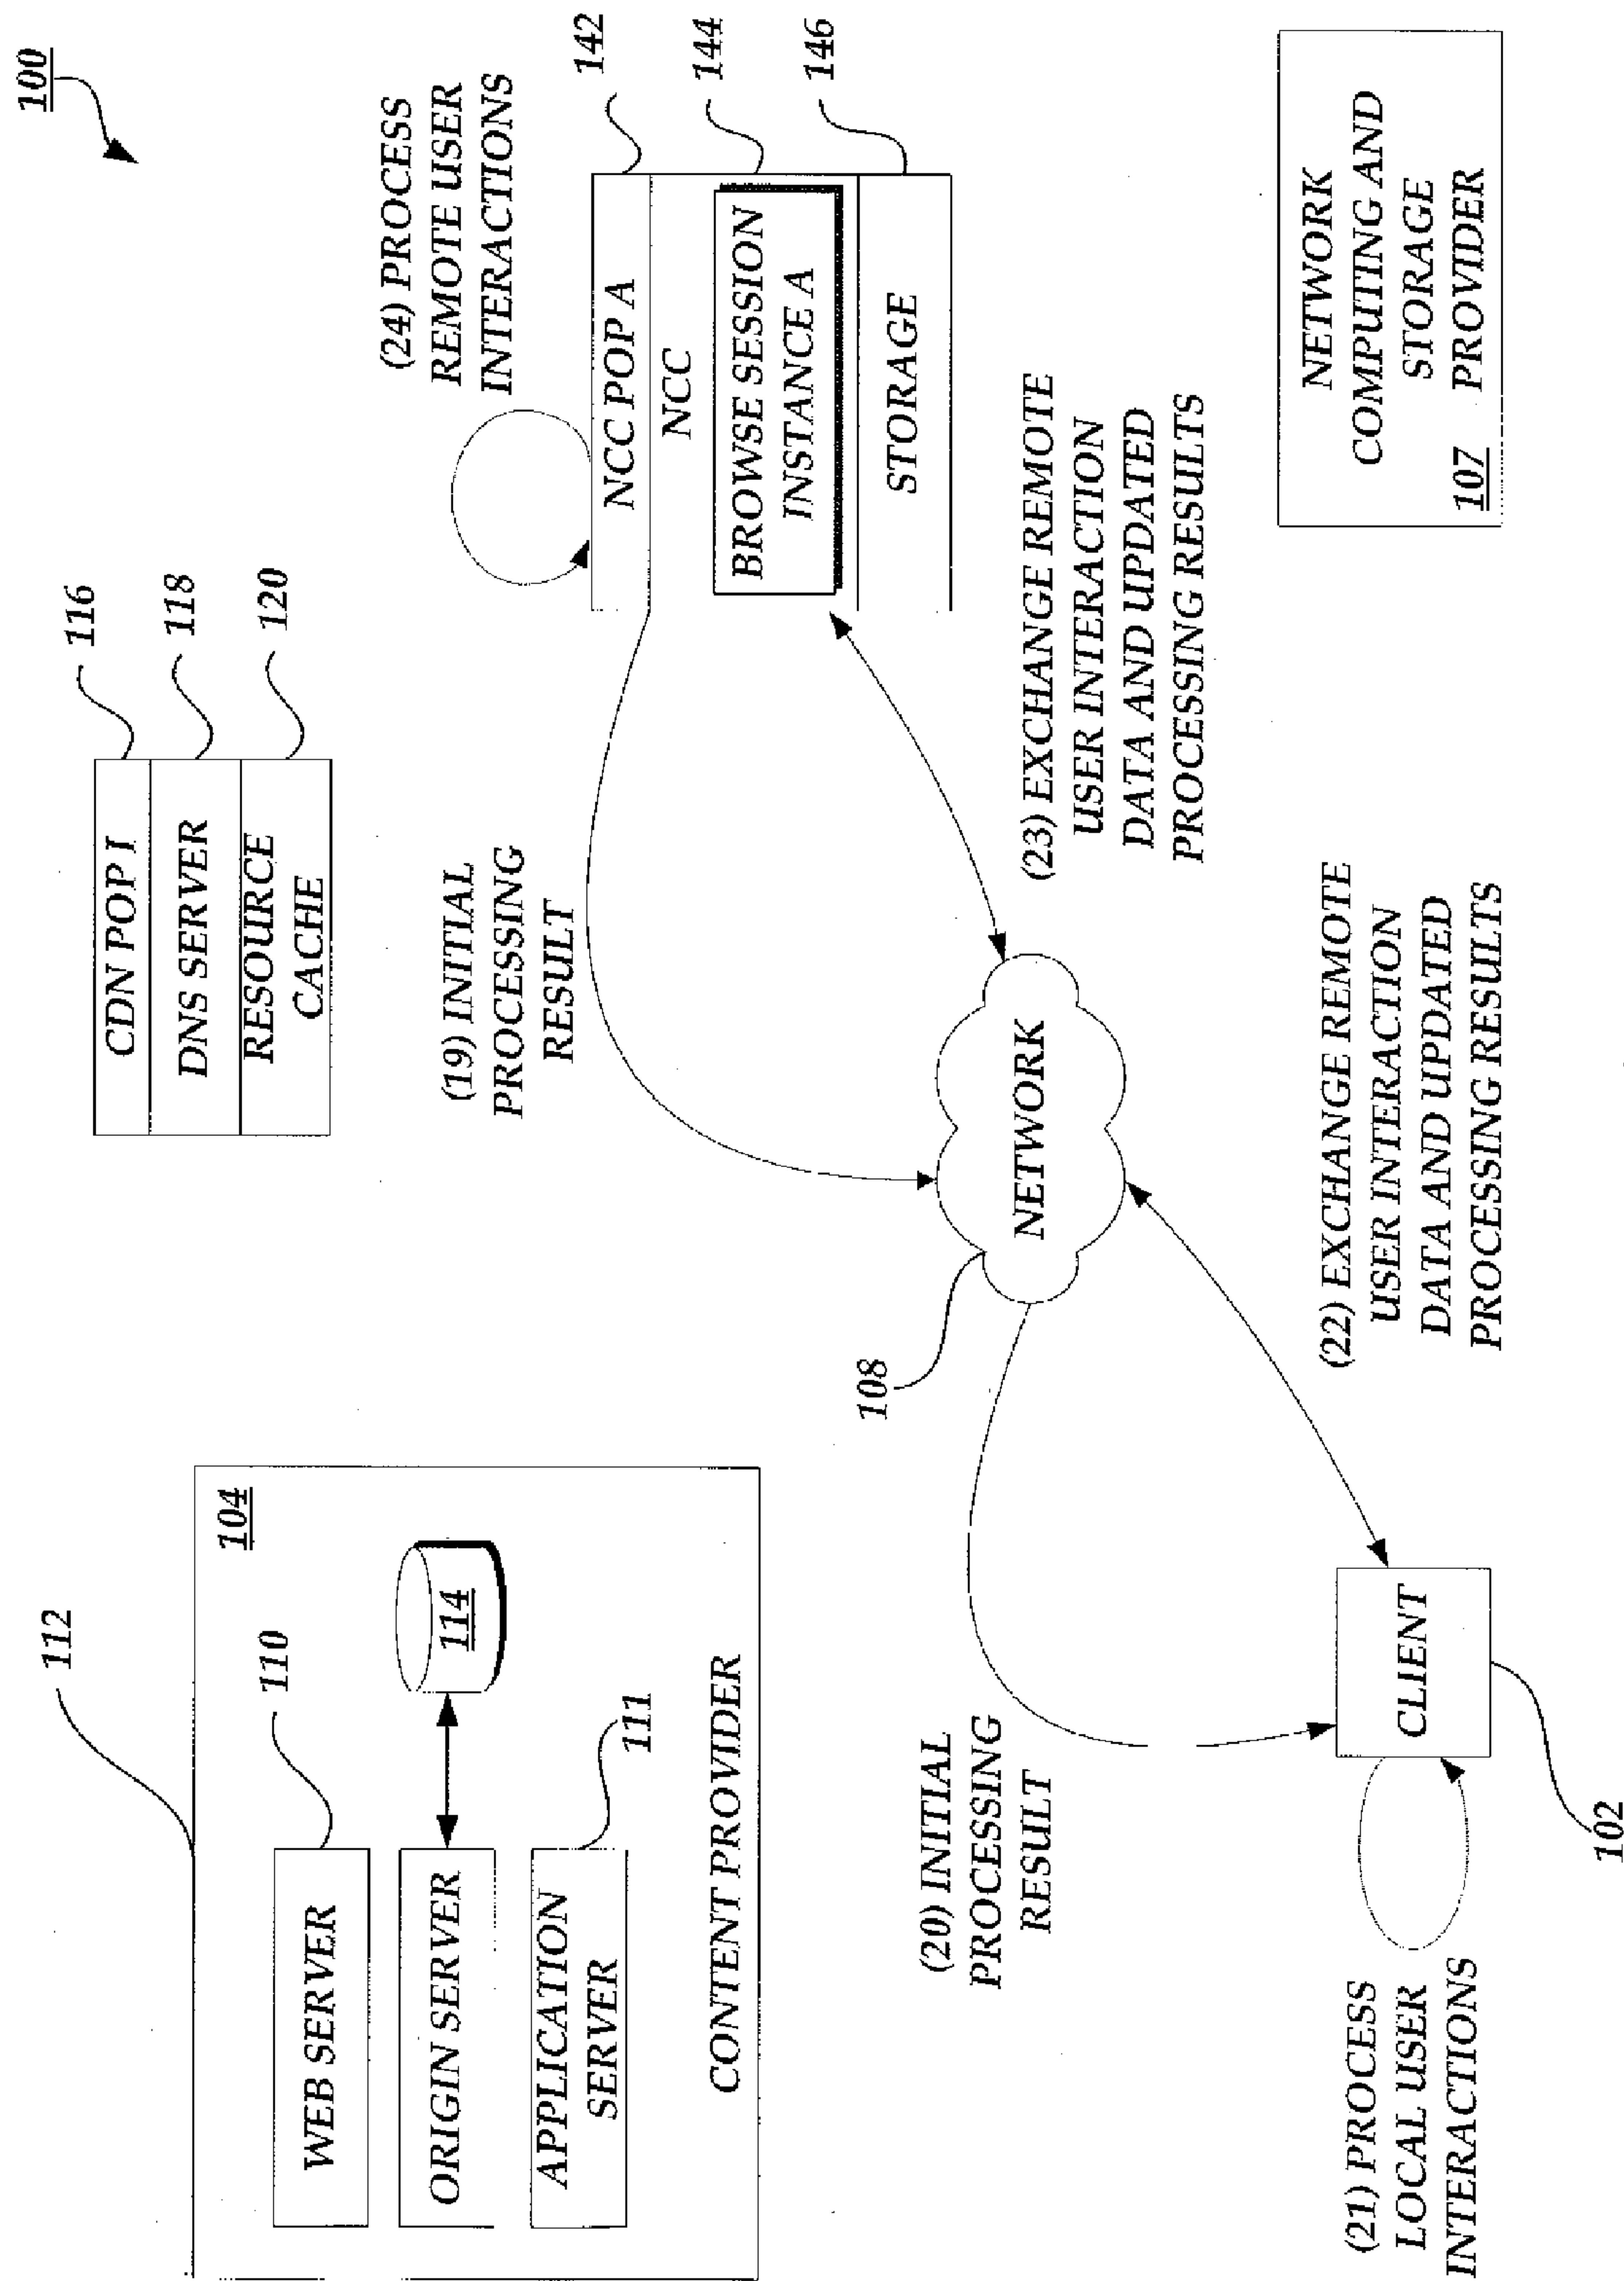 100
112
104
110
WEB SERVER
ORIGIN SERVER
114
111
APPLICATION
SERVER
CONTENT PROVIDER
116
118
120
CDN POP I
DNS SERVER
RESOURCE
CACHE
(24) PROCESS
REMOTE USER
INTERACTIONS
142
144
146
NCC POP A
NCC
BROWSE SESSION
INSTANCE A
STORAGE
(19) INITIAL
PROCESSING
RESULT
108
NETWORK
(20) INITIAL
PROCESSING
RESULT
(23) EXCHANGE REMOTE
USER INTERACTION
DATA AND UPDATED
PROCESSING RESULTS
(21) PROCESS
LOCAL USER
INTERACTIONS
CLIENT
102
(22) EXCHANGE REMOTE
USER INTERACTION
DATA AND UPDATED
PROCESSING RESULTS
NETWORK
COMPUTING AND
STORAGE
107 PROVIDER